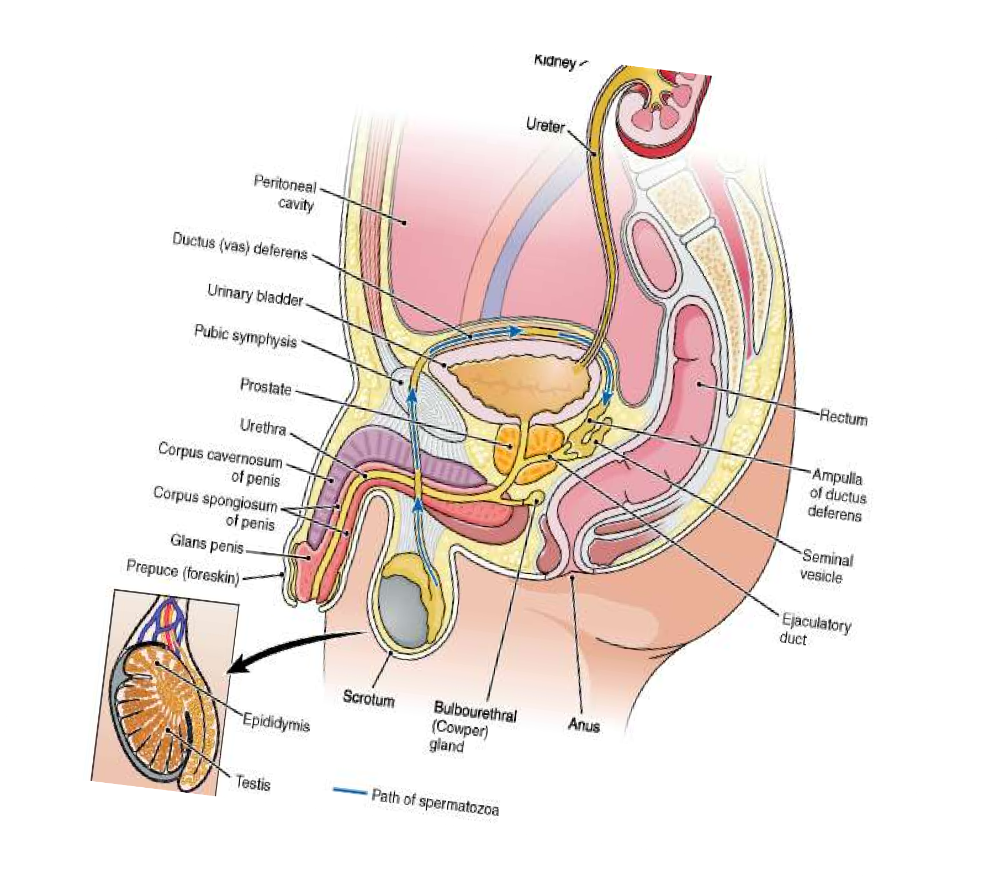 Kidney
Ureter
Peritoneal
cavity
Ductus (vas) deferens
Urinary bladder
Pubic symphysis
Prostate
Urethra
Corpus cavernosum
of penis
Corpus spongiosum
of penis
Glans penis
Prepuce (foreskin)
Rectum
Ampulla
of ductus
deferens
Seminal
vesicle
Ejaculatory
duct
Scrotum
Bulbourethral
(Cowper)
gland
Anus
Epididymis
Testis
Path of spermatozoa